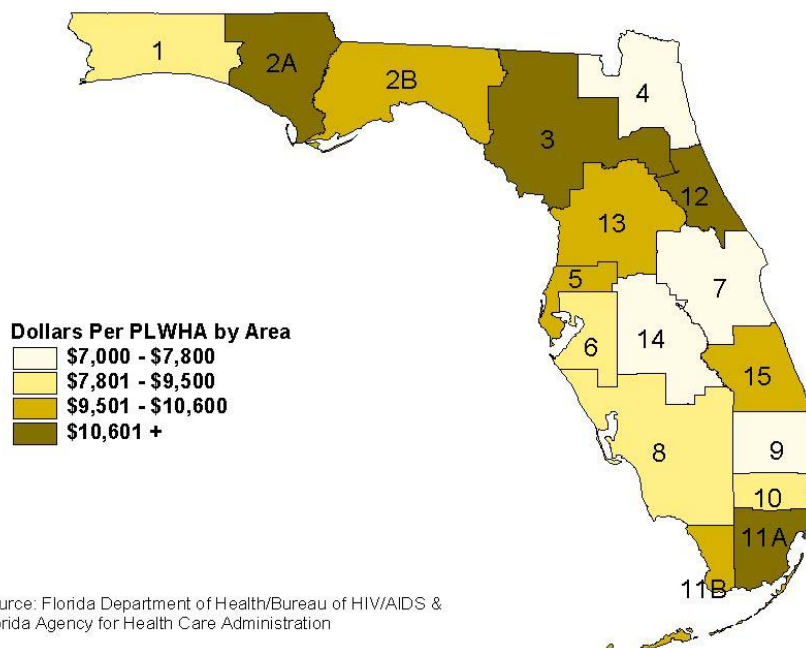 1
2A
2B
4
3
12
13
5
7
6
14
15
8
9
10
11A
11B
Dollars Per PLWHA by Area
$7,000 - $7,800
$7,801 - $9,500
$9,501 - $10,600
$10,601 +
urce: Florida Department of Health/Bureau of HIV/AIDS &
rida Agency for Health Care Administration